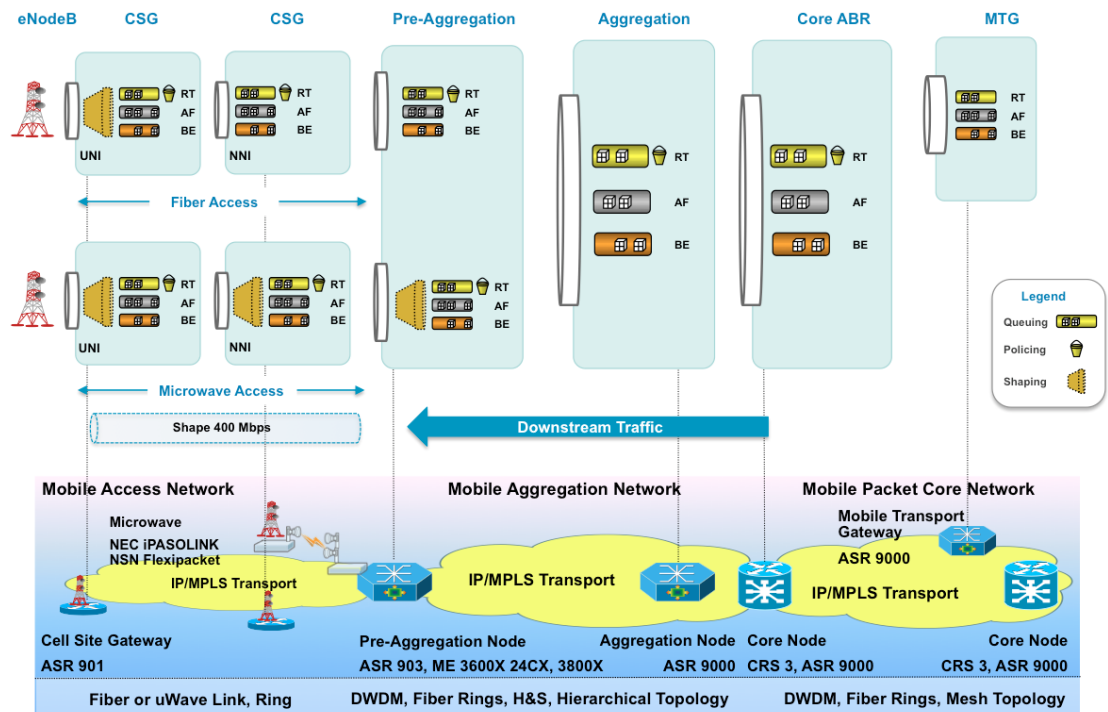 eNodeB
CSG
CSG
Pre-Aggregation
Aggregation
Core ABR
MTG
RT
AF
BE
UNI
RT
AF
BE
NNI
RT
AF
BE
RT
AF
BE
RT
AF
BE
RT
AF
BE
Fiber Access
RT
AF
BE
UNI
RT
AF
BE
NNI
RT
AF
BE
Legend
Queuing
Policing
Shaping
Microwave Access
Shape 400 Mbps
Downstream Traffic
Mobile Access Network
Mobile Aggregation Network
Mobile Packet Core Network
Microwave
NEC iPASOLINK
NSN Flexipacket
IP/MPLS Transport
IP/MPLS Transport
Mobile Transport
Gateway
ASR 9000
IP/MPLS Transport
Cell Site Gateway
ASR 901
Pre-Aggregation Node
ASR 903, ME 3600X 24CX, 3800X
Aggregation Node
ASR 9000
Core Node
CRS 3, ASR 9000
Core Node
CRS 3, ASR 9000
Fiber or uWave Link, Ring
DWDM, Fiber Rings, H&S, Hierarchical Topology
DWDM, Fiber Rings, Mesh Topology